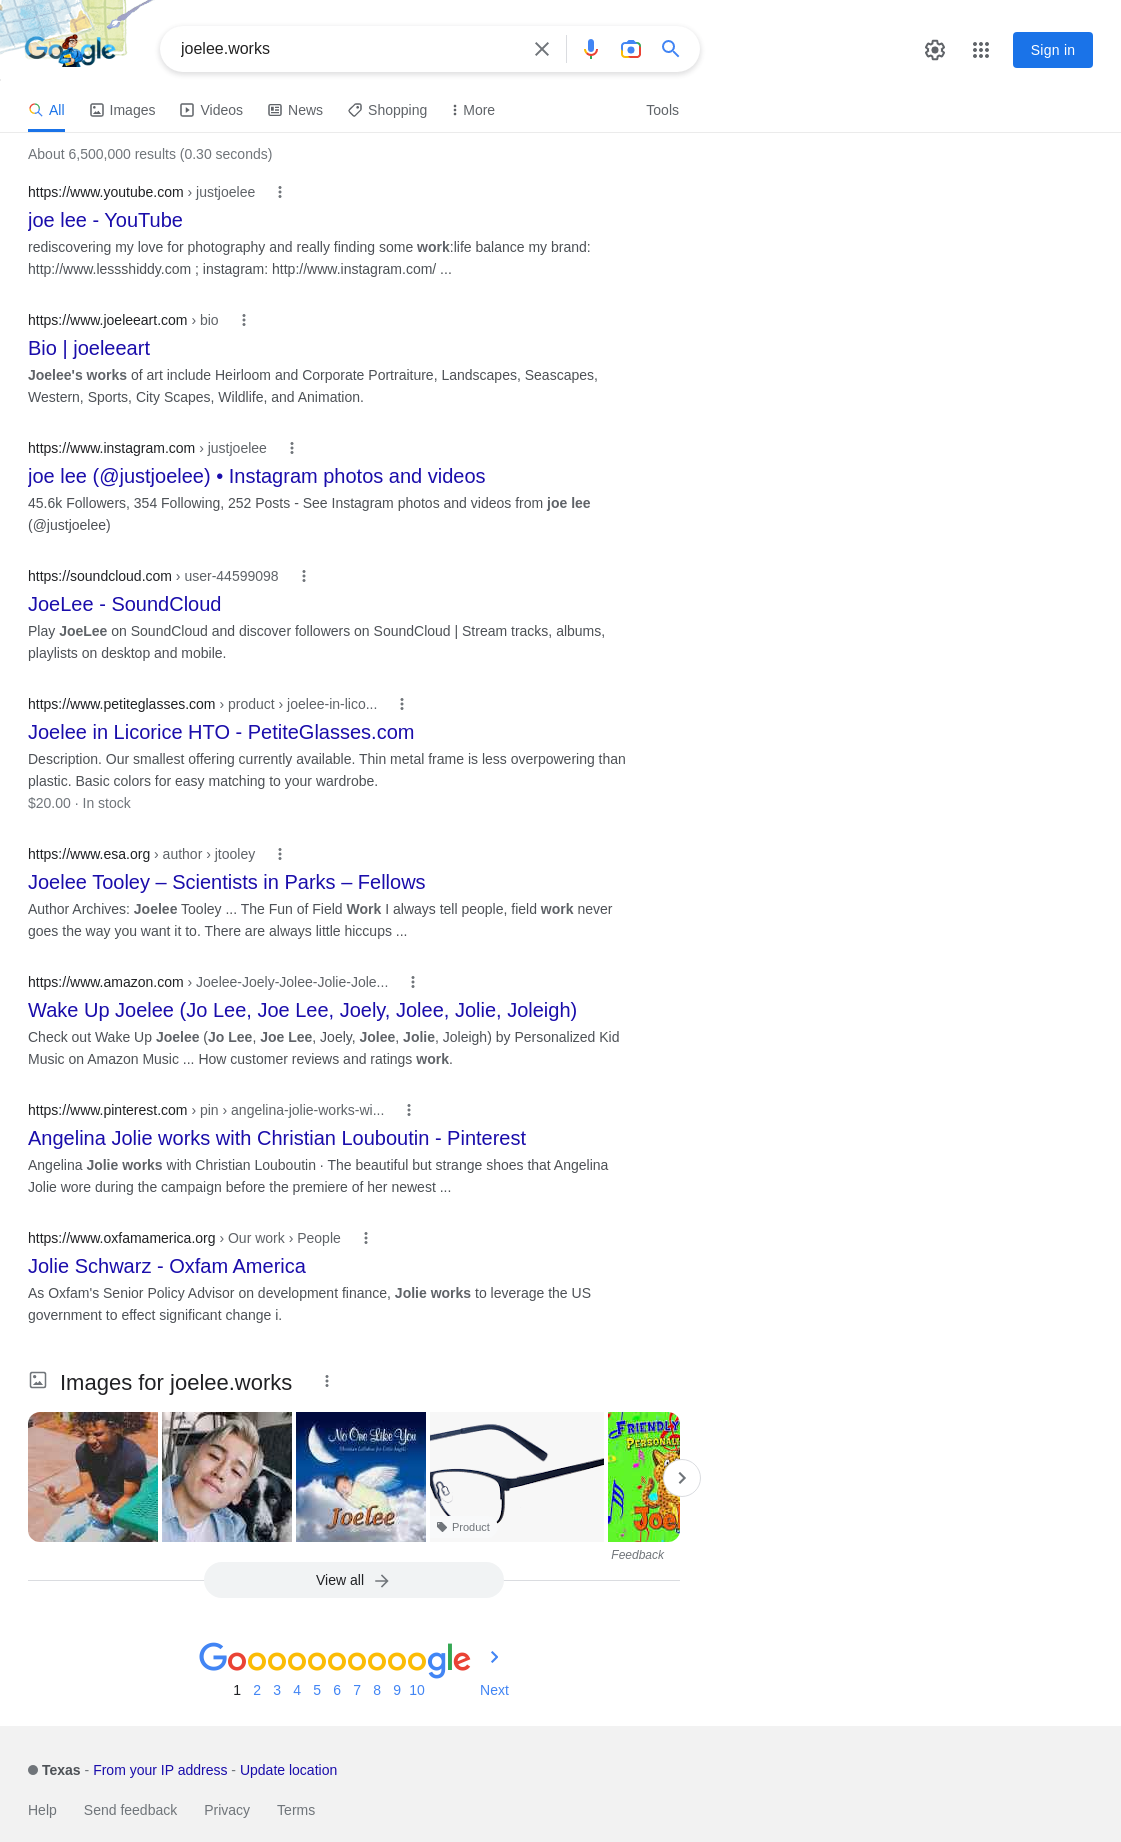 Google
joelee.works
Sign in
All
Images
Videos
News
Shopping
More
Tools
About 6,500,000 results (0.30 seconds)
https://www.youtube.com › justjoelee
joe lee - YouTube
rediscovering my love for photography and really finding some work:life balance my brand:
http://www.lessshiddy.com ; instagram: http://www.instagram.com/ ...
https://www.joeleeart.com › bio
Bio | joeleeart
Joelee's works of art include Heirloom and Corporate Portraiture, Landscapes, Seascapes,
Western, Sports, City Scapes, Wildlife, and Animation.
https://www.instagram.com › justjoelee
joe lee (@justjoelee) • Instagram photos and videos
45.6k Followers, 354 Following, 252 Posts - See Instagram photos and videos from joe lee
(@justjoelee)
https://soundcloud.com › user-44599098
JoeLee - SoundCloud
Play JoeLee on SoundCloud and discover followers on SoundCloud | Stream tracks, albums,
playlists on desktop and mobile.
https://www.petiteglasses.com › product › joelee-in-lico...
Joelee in Licorice HTO - PetiteGlasses.com
Description. Our smallest offering currently available. Thin metal frame is less overpowering than
plastic. Basic colors for easy matching to your wardrobe.
$20.00 · In stock
https://www.esa.org › author › jtooley
Joelee Tooley – Scientists in Parks – Fellows
Author Archives: Joelee Tooley ... The Fun of Field Work I always tell people, field work never
goes the way you want it to. There are always little hiccups ...
https://www.amazon.com › Joelee-Joely-Jolee-Jolie-Jole...
Wake Up Joelee (Jo Lee, Joe Lee, Joely, Jolee, Jolie, Joleigh)
Check out Wake Up Joelee (Jo Lee, Joe Lee, Joely, Jolee, Jolie, Joleigh) by Personalized Kid
Music on Amazon Music ... How customer reviews and ratings work.
https://www.pinterest.com › pin › angelina-jolie-works-wi...
Angelina Jolie works with Christian Louboutin - Pinterest
Angelina Jolie works with Christian Louboutin · The beautiful but strange shoes that Angelina
Jolie wore during the campaign before the premiere of her newest ...
https://www.oxfamamerica.org › Our work › People
Jolie Schwarz - Oxfam America
As Oxfam's Senior Policy Advisor on development finance, Jolie works to leverage the US
government to effect significant change i.
Images for joelee.works
No One Like You
Christian Lullabies for Little Angels
Joelee
Product
FRIENDLY
PERSONAL
JOE
Feedback
View all
Goooooooooogle
1 2 3 4 5 6 7 8 9 10 Next
Texas - From your IP address - Update location
Help Send feedback Privacy Terms